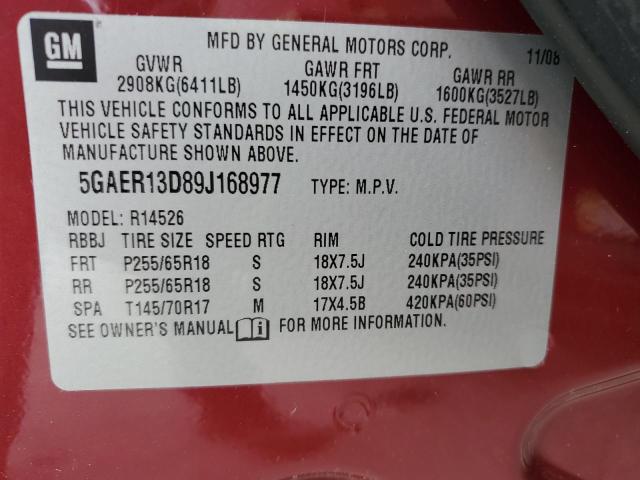 GM
MFD BY GENERAL MOTORS CORP. 11/08
GVWR GAWR FRT GAWR RR
2908KG(6411LB) 1450KG(3196LB) 1600KG(3527LB)
THIS VEHICLE CONFORMS TO ALL APPLICABLE U.S. FEDERAL MOTOR
VEHICLE SAFETY STANDARDS IN EFFECT ON THE DATE OF
MANUFACTURE SHOWN ABOVE.
5GAER13D89J168977 TYPE: M.P.V.
MODEL: R14526
RBBJ TIRE SIZE SPEED RTG RIM COLD TIRE PRESSURE
FRT P255/65R18 S 18X7.5J 240KPA(35PSI)
RR P255/65R18 S 18X7.5J 240KPA(35PSI)
SPA T145/70R17 M 17X4.5B 420KPA(60PSI)
SEE OWNER'S MANUAL i FOR MORE INFORMATION.